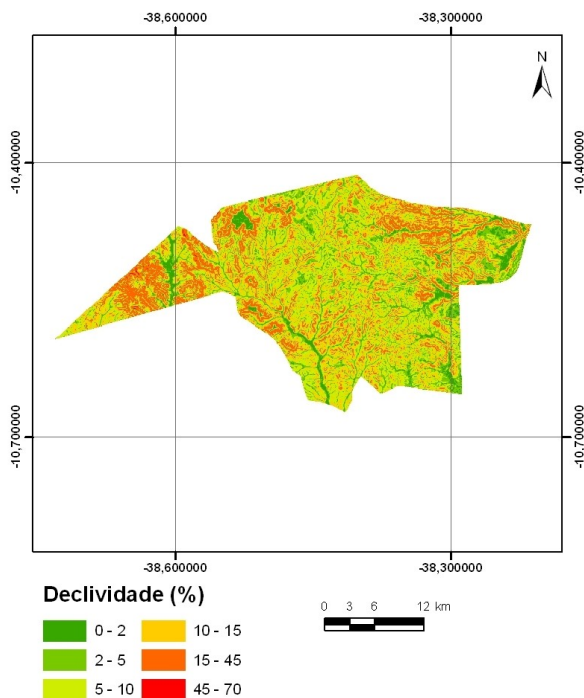 -38,600000 -38,300000
N
-10,400000 -10,400000
-10,700000 -10,700000
-38,600000 -38,300000
Declividade (%)
0 - 2 10 - 15
2 - 5 15 - 45
5 - 10 45 - 70
0 3 6 12 km